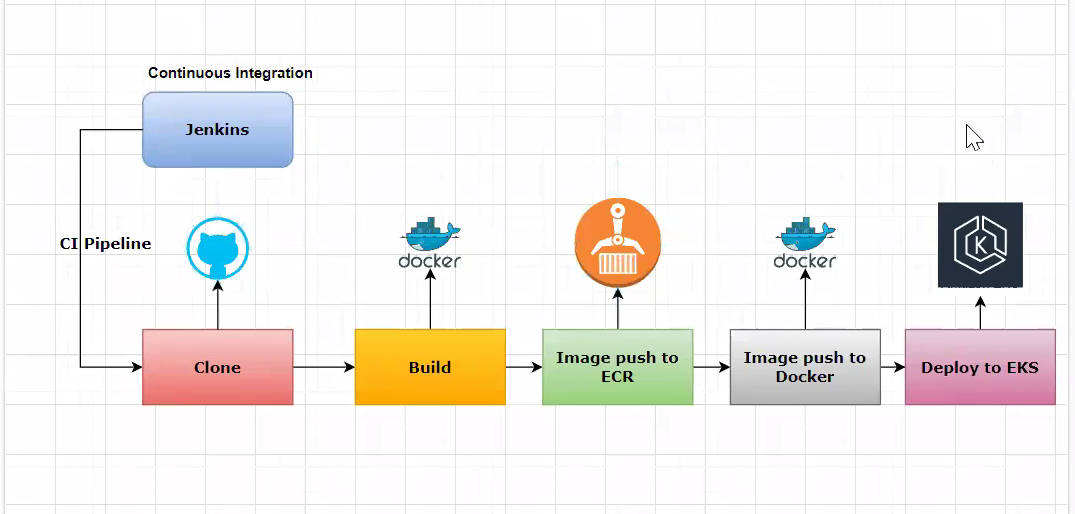 Continuous Integration
Jenkins
CI Pipeline
docker
docker
K
Clone
Build
Image push to
ECR
Image push to
Docker
Deploy to EKS